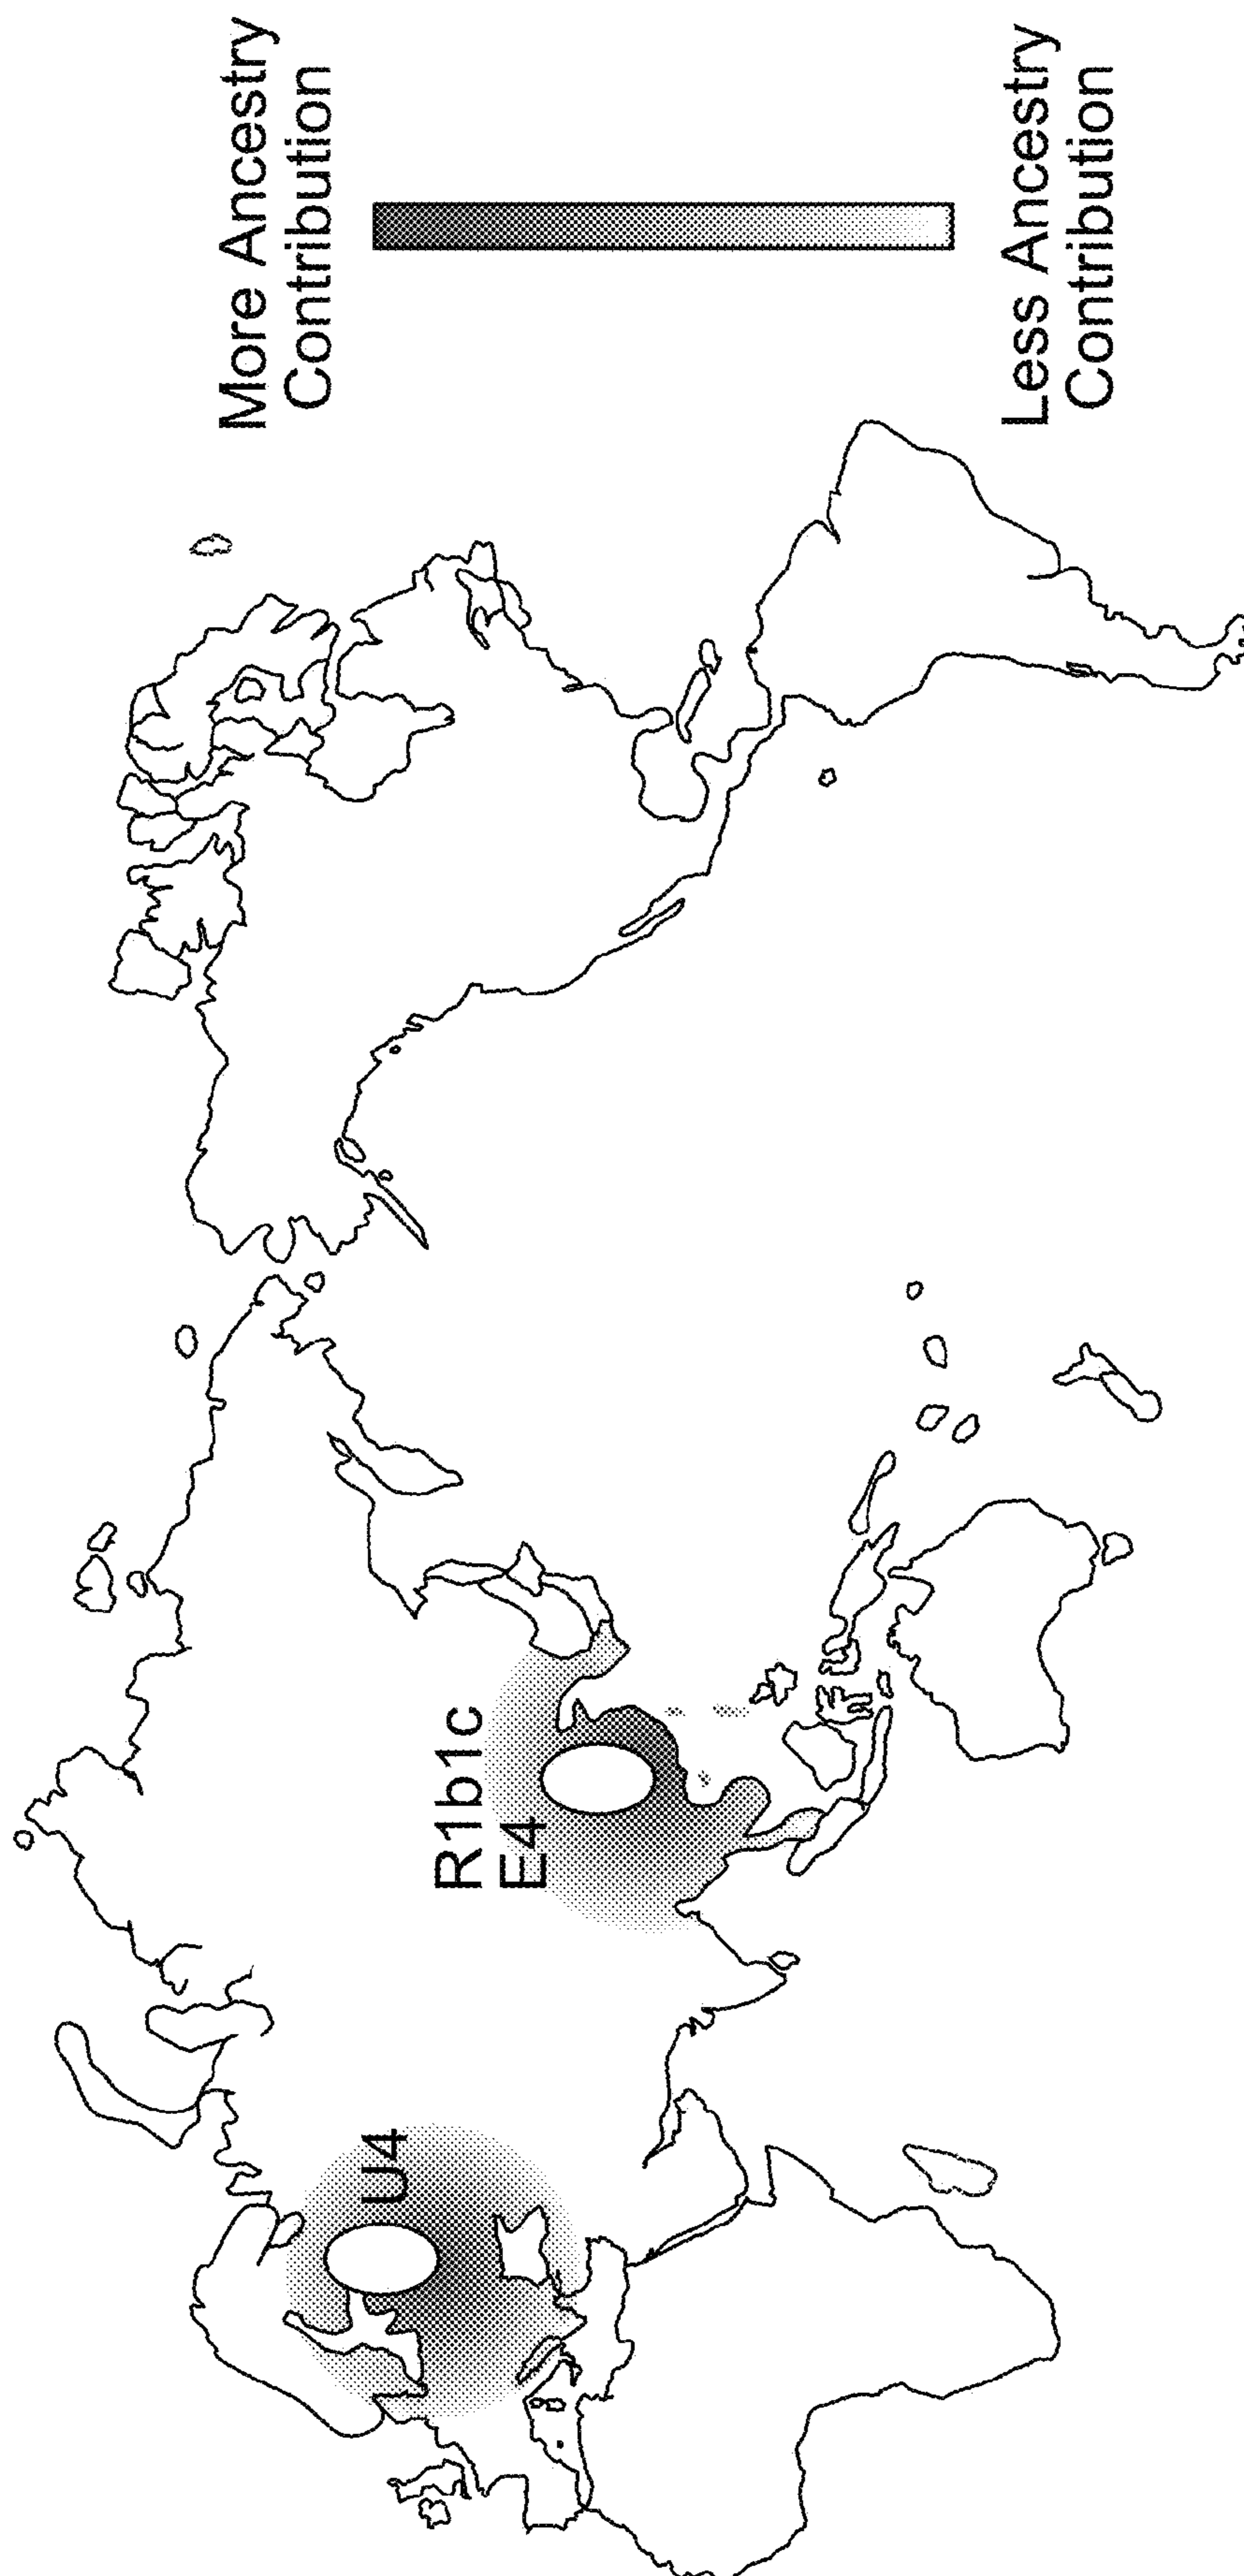 More Ancestry
Contribution
Less Ancestry
Contribution
R1b1c
E4
U4